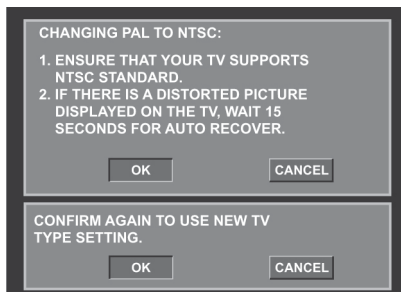 CHANGING PAL TO NTSC:
1. ENSURE THAT YOUR TV SUPPORTS
NTSC STANDARD.
2. IF THERE IS A DISTORTED PICTURE
DISPLAYED ON THE TV, WAIT 15
SECONDS FOR AUTO RECOVER.
OK CANCEL
CONFIRM AGAIN TO USE NEW TV
TYPE SETTING.
OK CANCEL